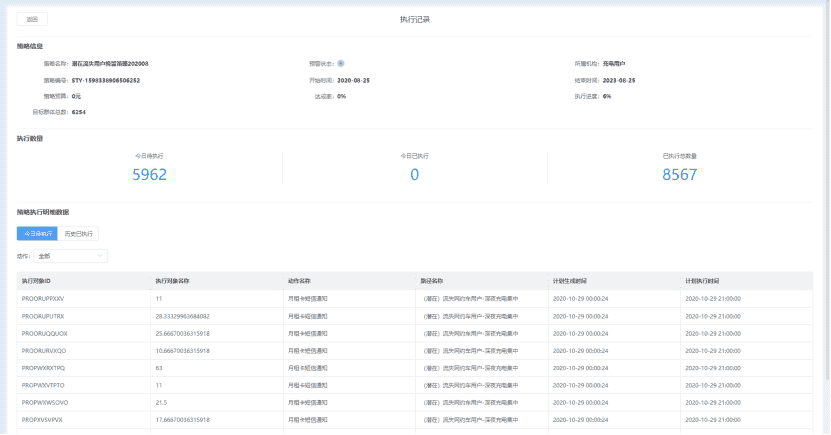 返回
执行记录
策略信息
策略名称： 潜在流失用户挽留策略202008
预警状态：
所属机构： 充电用户
策略编号： STY-1598338906506252
开始时间： 2020-08-25
结束时间： 2023-08-25
策略预算： 0元
达成率： 0%
执行进度： 6%
目标群体总数： 6254
执行数量
今日待执行
今日已执行
已执行总数量
5962
0
8567
策略执行明细数据
今日待执行 历史已执行
动作： 全部
执行对象ID 执行对象名称 动作名称 路径名称 计划生成时间 计划执行时间
PROORUPPXXV 11 月租卡短信通知 (潜在) 流失网约车用户-深夜充电集中 2020-10-29 00:00:24 2020-10-29 21:00:00
PROORUPUTRX 28.33329963684082 月租卡短信通知 (潜在) 流失网约车用户-深夜充电集中 2020-10-29 00:00:24 2020-10-29 21:00:00
PROORUQQUOX 25.66670036315918 月租卡短信通知 (潜在) 流失网约车用户-深夜充电集中 2020-10-29 00:00:24 2020-10-29 21:00:00
PROORURVXQO 10.66670036315918 月租卡短信通知 (潜在) 流失网约车用户-深夜充电集中 2020-10-29 00:00:24 2020-10-29 21:00:00
PROPWXRXTPQ 63 月租卡短信通知 (潜在) 流失网约车用户-深夜充电集中 2020-10-29 00:00:24 2020-10-29 21:00:00
PROPWXVTPTO 11 月租卡短信通知 (潜在) 流失网约车用户-深夜充电集中 2020-10-29 00:00:24 2020-10-29 21:00:00
PROPWXWSOVO 21.5 月租卡短信通知 (潜在) 流失网约车用户-深夜充电集中 2020-10-29 00:00:24 2020-10-29 21:00:00
PROPXVSVPVX 17.66670036315918 月租卡短信通知 (潜在) 流失网约车用户-深夜充电集中 2020-10-29 00:00:24 2020-10-29 21:00:00